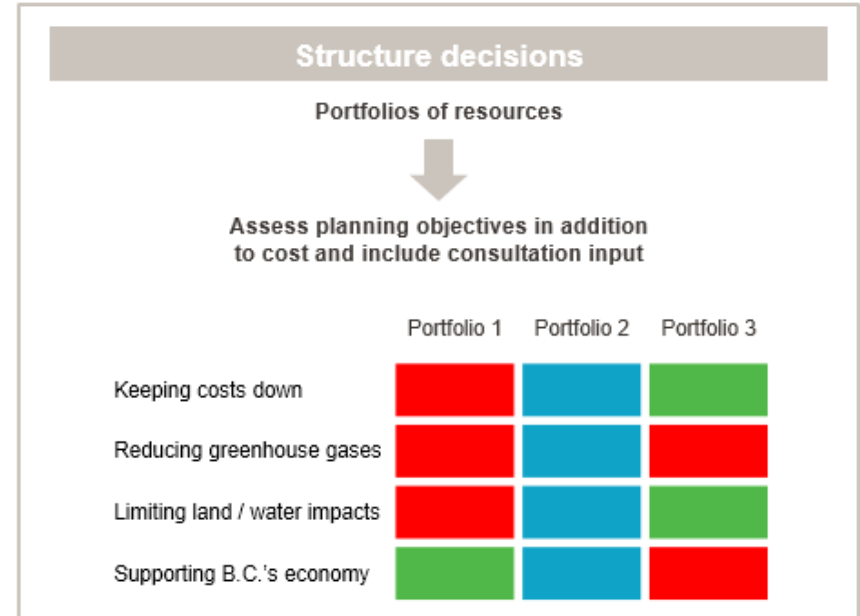 Structure decisions
Portfolios of resources
Assess planning objectives in addition
to cost and include consultation input
Portfolio 1 Portfolio 2 Portfolio 3
Keeping costs down
Reducing greenhouse gases
Limiting land / water impacts
Supporting B.C.'s economy